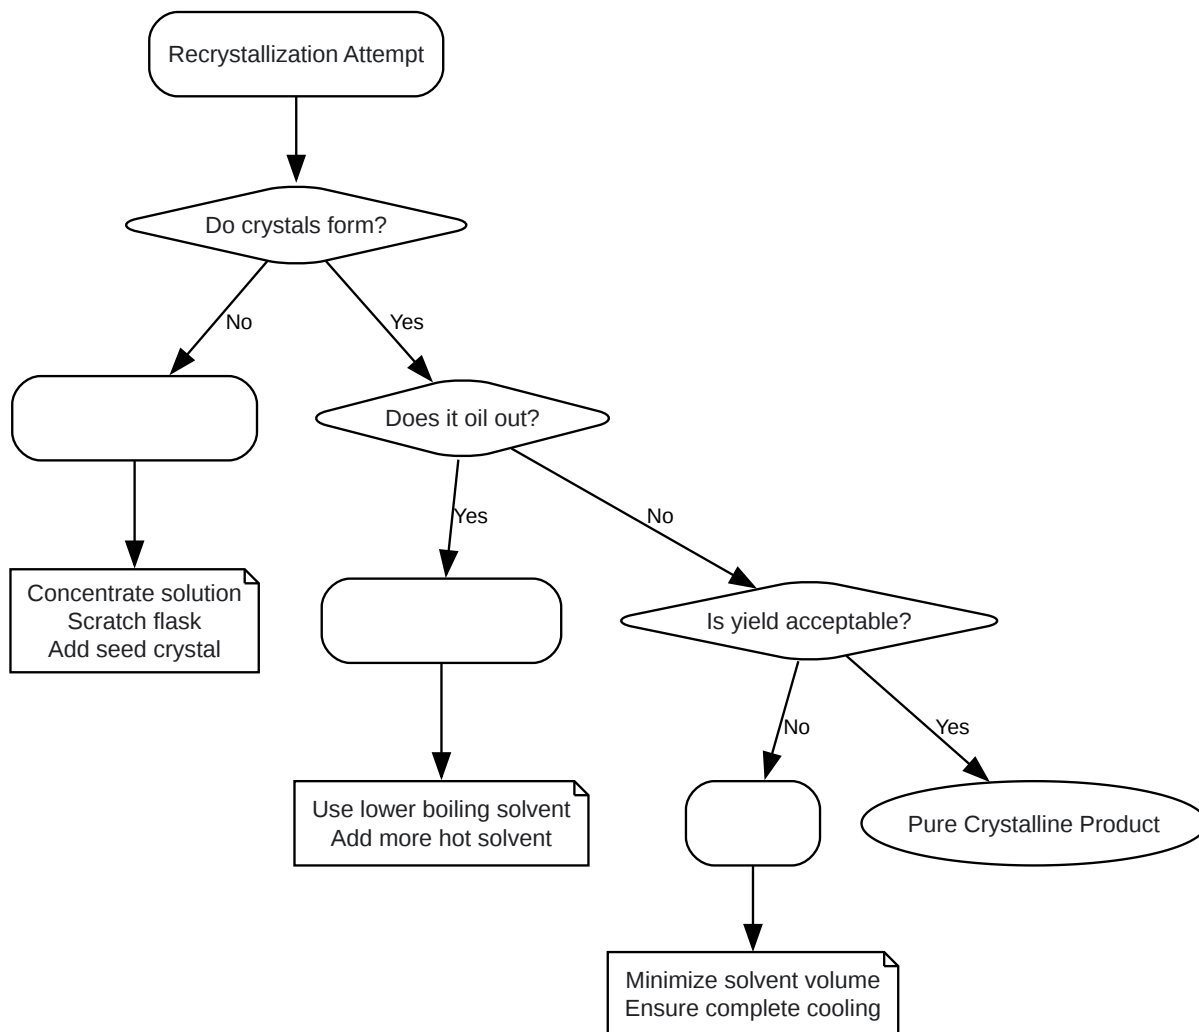 Recrystallization Attempt
Do crystals form?
No
Yes
Does it oil out?
Concentrate solution
Scratch flask
Add seed crystal
Yes
No
Is yield acceptable?
Use lower boiling solvent
Add more hot solvent
No
Yes
Pure Crystalline Product
Minimize solvent volume
Ensure complete cooling